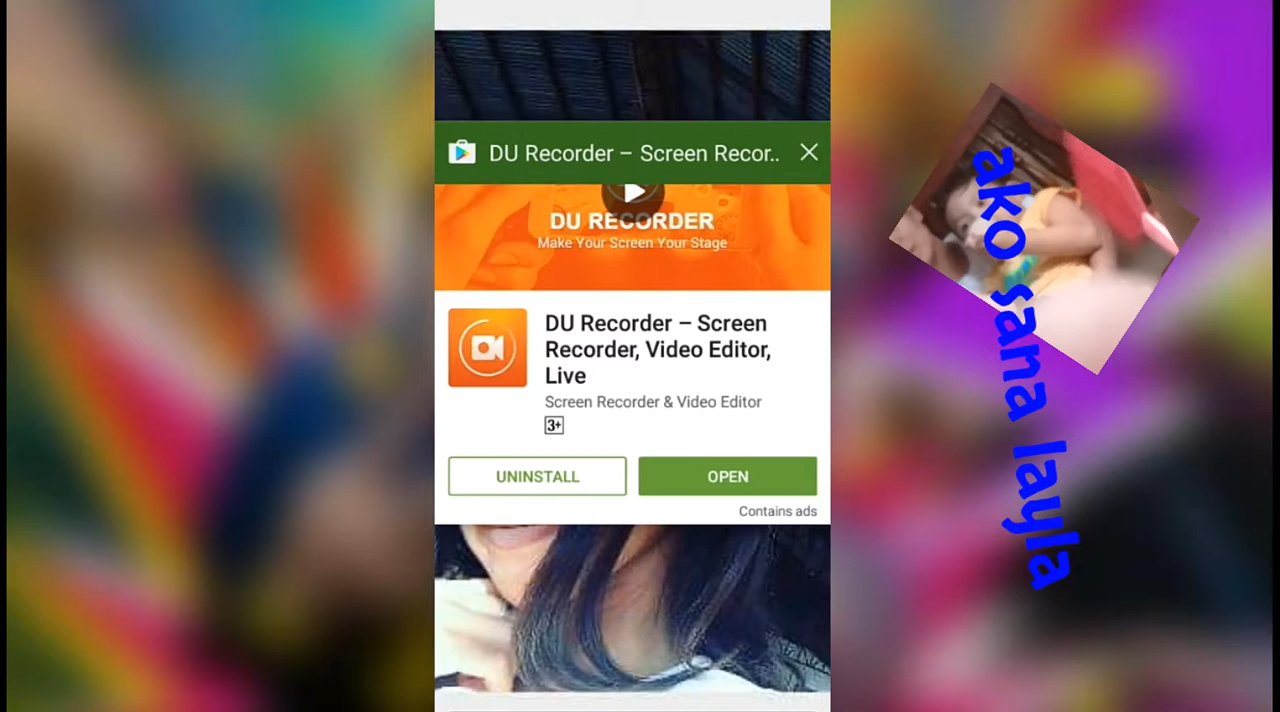 DU Recorder – Screen Recor..
DU RECORDER
Make Your Screen Your Stage
DU Recorder – Screen
Recorder, Video Editor,
Live
Screen Recorder & Video Editor
3+
UNINSTALL
OPEN
Contains ads
ako sana layla